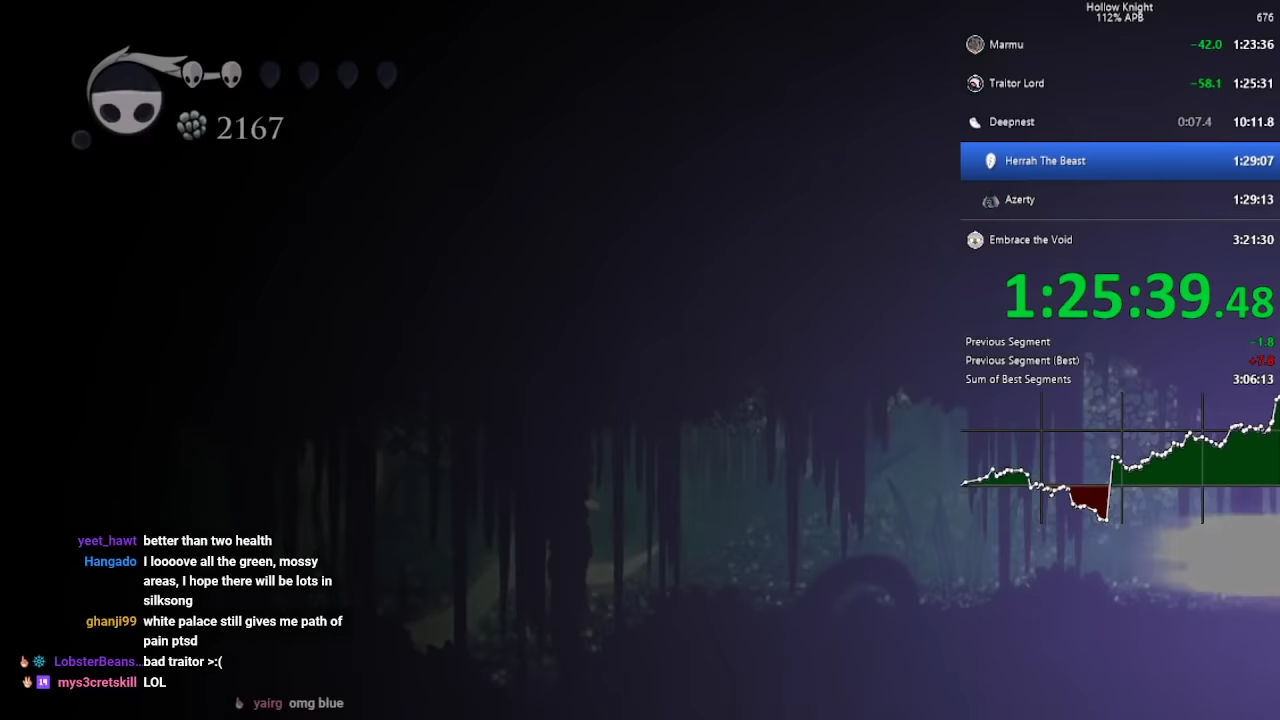 2167
Hollow Knight
112% APB 676
Marmu -42.0 1:23:36
Traitor Lord -58.1 1:25:31
Deepnest 0:07.4 10:11.8
Herrah The Beast 1:29:07
Azerty 1:29:13
Embrace the Void 3:21:30
1:25:39.48
Previous Segment -1.8
Previous Segment (Best) +7.8
Sum of Best Segments 3:06:13
yeet_hawt better than two health
Hangado I loooove all the green, mossy
areas, I hope there will be lots in
silksong
ghanji99 white palace still gives me path of
pain ptsd
LobsterBeans... bad traitor >:(
mys3cretskill LOL
yairg omg blue